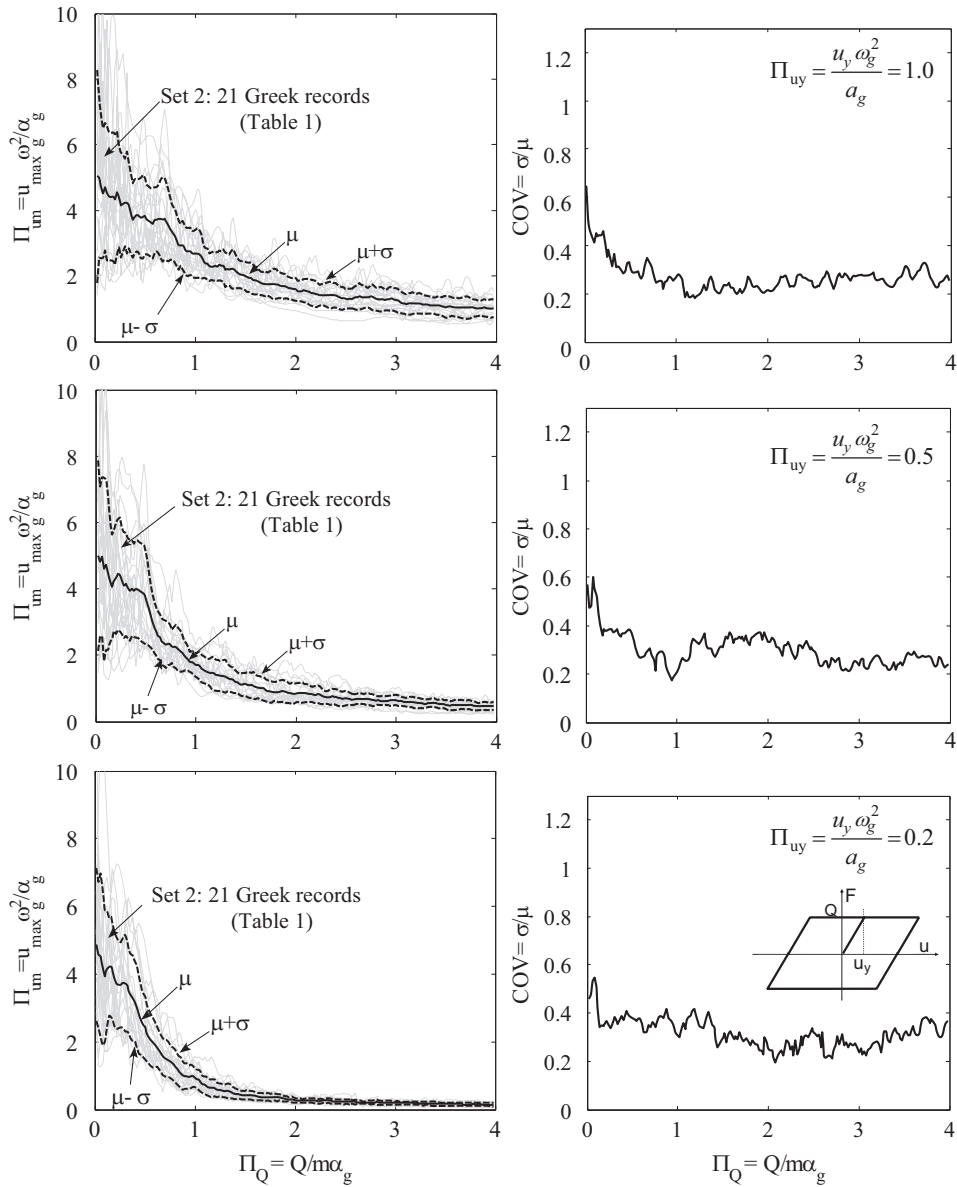 10
8
6
4
2
0
0 1 2 3 4
Π_um = u_max ω_g²/α_g
Set 2: 21 Greek records
(Table 1)
μ
μ+σ
μ- σ
1.2
1
0.8
0.6
0.4
0.2
0
0 1 2 3 4
COV= σ/μ
Π_uy = u_y ω_g² / a_g = 1.0
10
8
6
4
2
0
0 1 2 3 4
Π_um = u_max ω_g²/α_g
Set 2: 21 Greek records
(Table 1)
μ
μ+σ
μ- σ
1.2
1
0.8
0.6
0.4
0.2
0
0 1 2 3 4
COV= σ/μ
Π_uy = u_y ω_g² / a_g = 0.5
10
8
6
4
2
0
0 1 2 3 4
Π_um = u_max ω_g²/α_g
Set 2: 21 Greek records
(Table 1)
μ
μ+σ
μ- σ
Π_Q = Q/mα_g
1.2
1
0.8
0.6
0.4
0.2
0
0 1 2 3 4
COV= σ/μ
Π_uy = u_y ω_g² / a_g = 0.2
F
Q
u
u_y
Π_Q = Q/mα_g